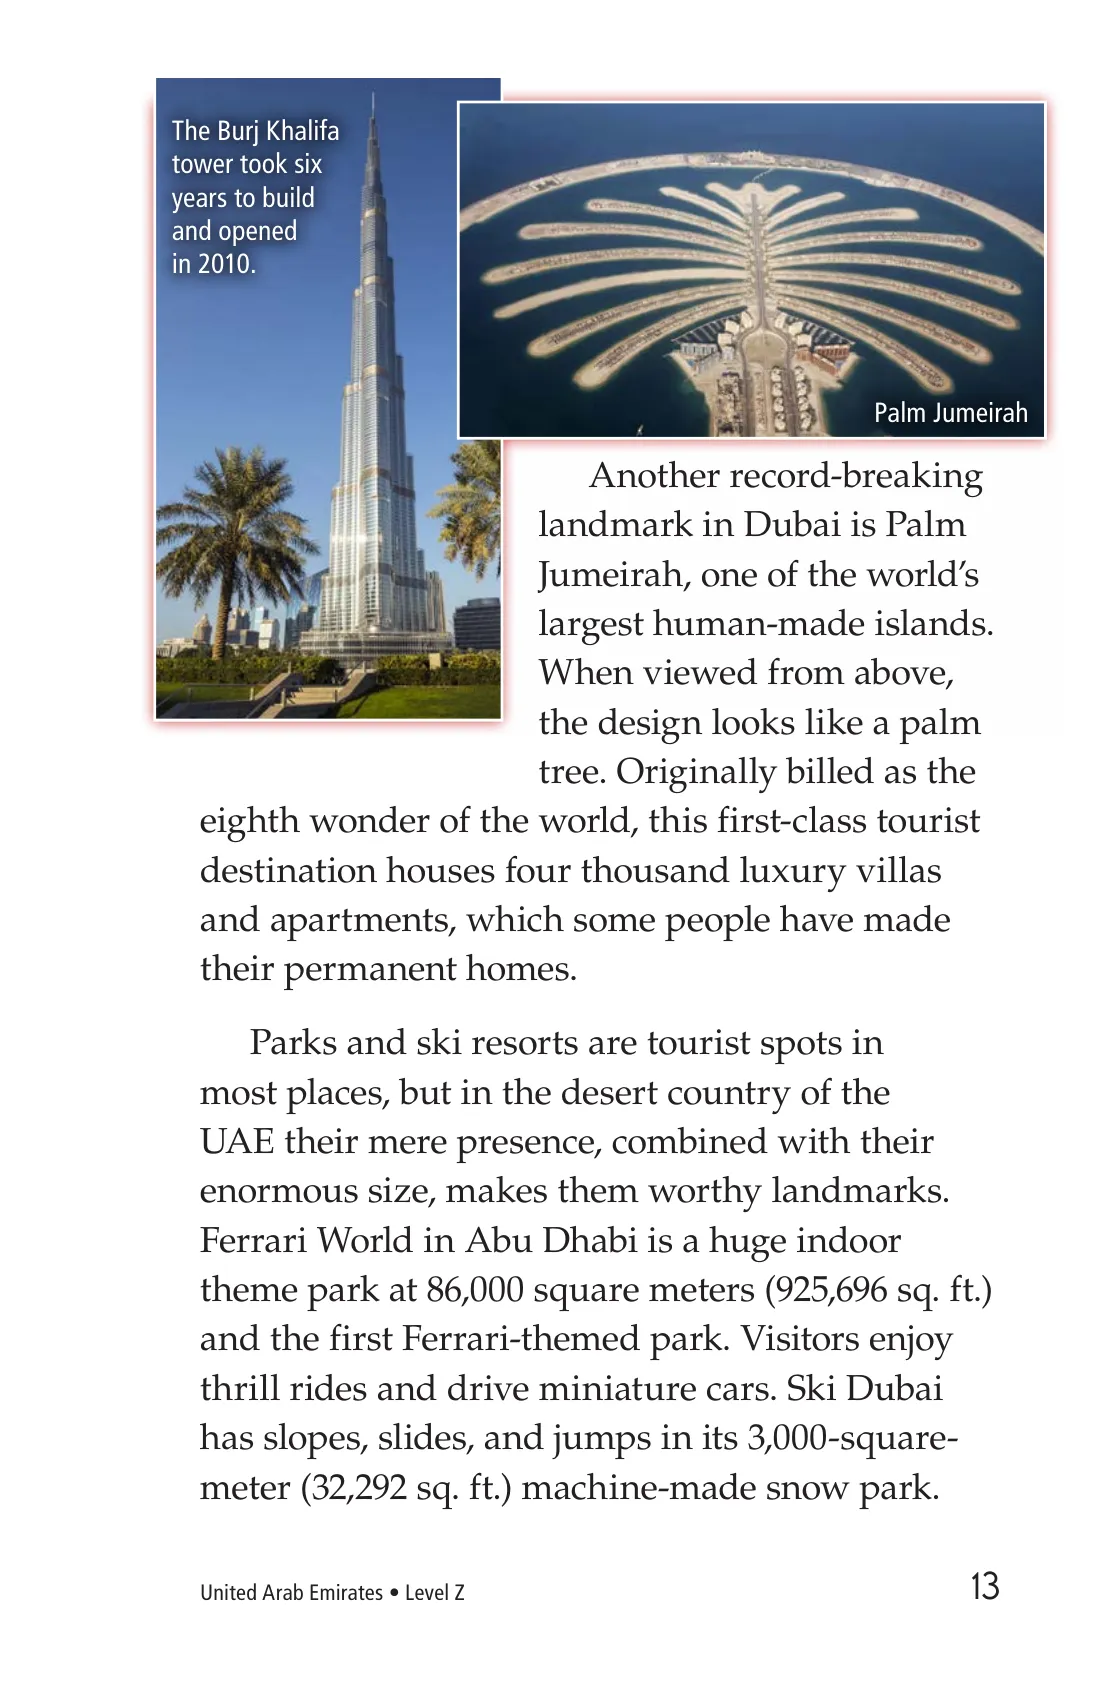 The Burj Khalifa
tower took six
years to build
and opened
in 2010.
Palm Jumeirah
Another record-breaking
landmark in Dubai is Palm
Jumeirah, one of the world’s
largest human-made islands.
When viewed from above,
the design looks like a palm
tree. Originally billed as the
eighth wonder of the world, this first-class tourist
destination houses four thousand luxury villas
and apartments, which some people have made
their permanent homes.
Parks and ski resorts are tourist spots in
most places, but in the desert country of the
UAE their mere presence, combined with their
enormous size, makes them worthy landmarks.
Ferrari World in Abu Dhabi is a huge indoor
theme park at 86,000 square meters (925,696 sq. ft.)
and the first Ferrari-themed park. Visitors enjoy
thrill rides and drive miniature cars. Ski Dubai
has slopes, slides, and jumps in its 3,000-square-
meter (32,292 sq. ft.) machine-made snow park.
United Arab Emirates • Level Z
13